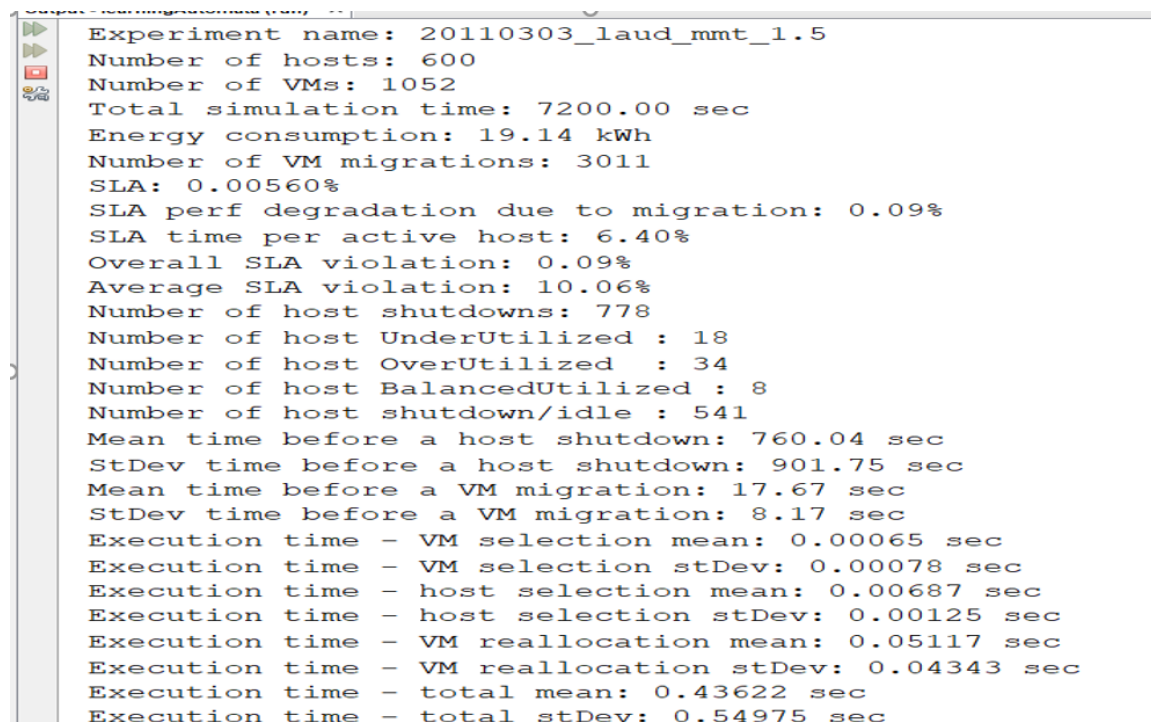 Experiment name: 20110303_laud_mmt_1.5
Number of hosts: 600
Number of VMs: 1052
Total simulation time: 7200.00 sec
Energy consumption: 19.14 kWh
Number of VM migrations: 3011
SLA: 0.00560%
SLA perf degradation due to migration: 0.09%
SLA time per active host: 6.40%
Overall SLA violation: 0.09%
Average SLA violation: 10.06%
Number of host shutdowns: 778
Number of host UnderUtilized : 18
Number of host OverUtilized  : 34
Number of host BalancedUtilized : 8
Number of host shutdown/idle : 541
Mean time before a host shutdown: 760.04 sec
StDev time before a host shutdown: 901.75 sec
Mean time before a VM migration: 17.67 sec
StDev time before a VM migration: 8.17 sec
Execution time - VM selection mean: 0.00065 sec
Execution time - VM selection stDev: 0.00078 sec
Execution time - host selection mean: 0.00687 sec
Execution time - host selection stDev: 0.00125 sec
Execution time - VM reallocation mean: 0.05117 sec
Execution time - VM reallocation stDev: 0.04343 sec
Execution time - total mean: 0.43622 sec
Execution time - total stDev: 0.54975 sec